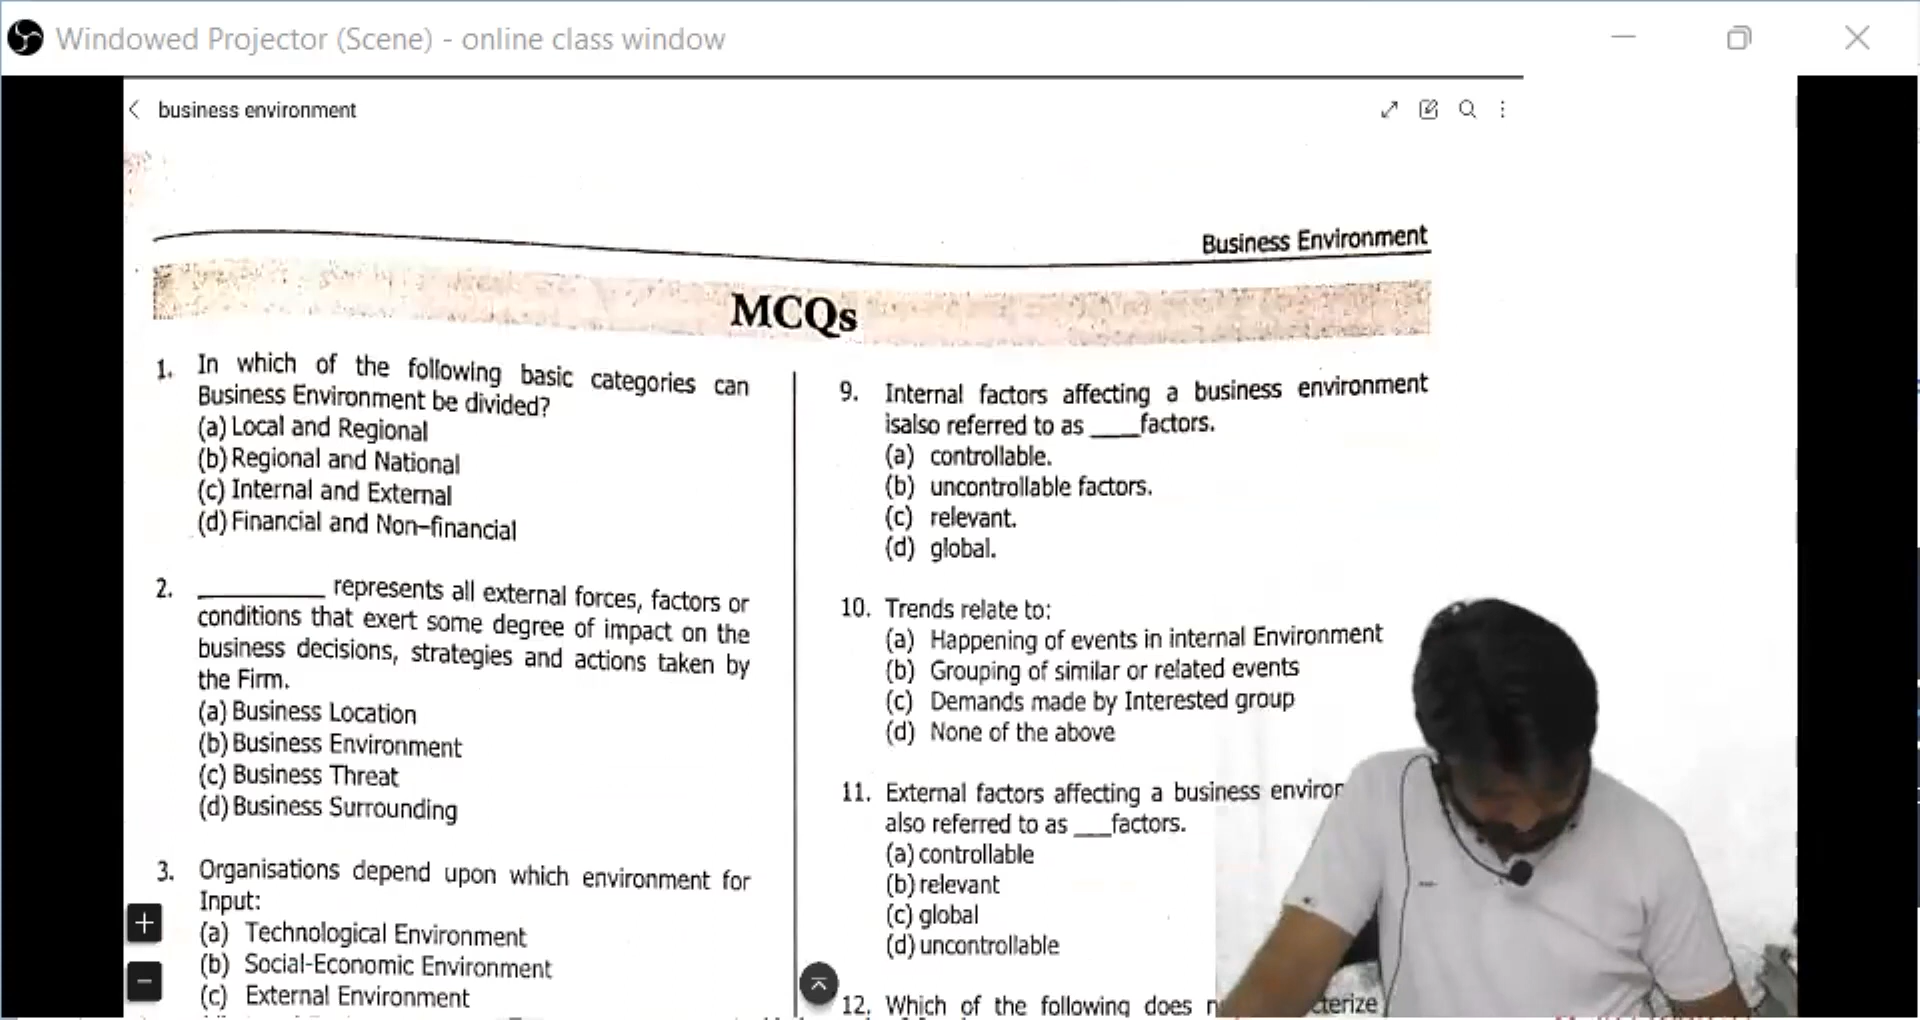 Windowed Projector (Scene) - online class window
business environment
Business Environment
MCQs
1. In which of the following basic categories can
Business Environment be divided?
(a) Local and Regional
(b) Regional and National
(c) Internal and External
(d) Financial and Non-financial
2. __________ represents all external forces, factors or
conditions that exert some degree of impact on the
business decisions, strategies and actions taken by
the Firm.
(a) Business Location
(b) Business Environment
(c) Business Threat
(d) Business Surrounding
3. Organisations depend upon which environment for
Input:
(a) Technological Environment
(b) Social-Economic Environment
(c) External Environment
9. Internal factors affecting a business environment
isalso referred to as ____factors.
(a) controllable.
(b) uncontrollable factors.
(c) relevant.
(d) global.
10. Trends relate to:
(a) Happening of events in internal Environment
(b) Grouping of similar or related events
(c) Demands made by Interested group
(d) None of the above
11. External factors affecting a business environ
also referred to as ___factors.
(a) controllable
(b) relevant
(c) global
(d) uncontrollable
12. Which of the following does